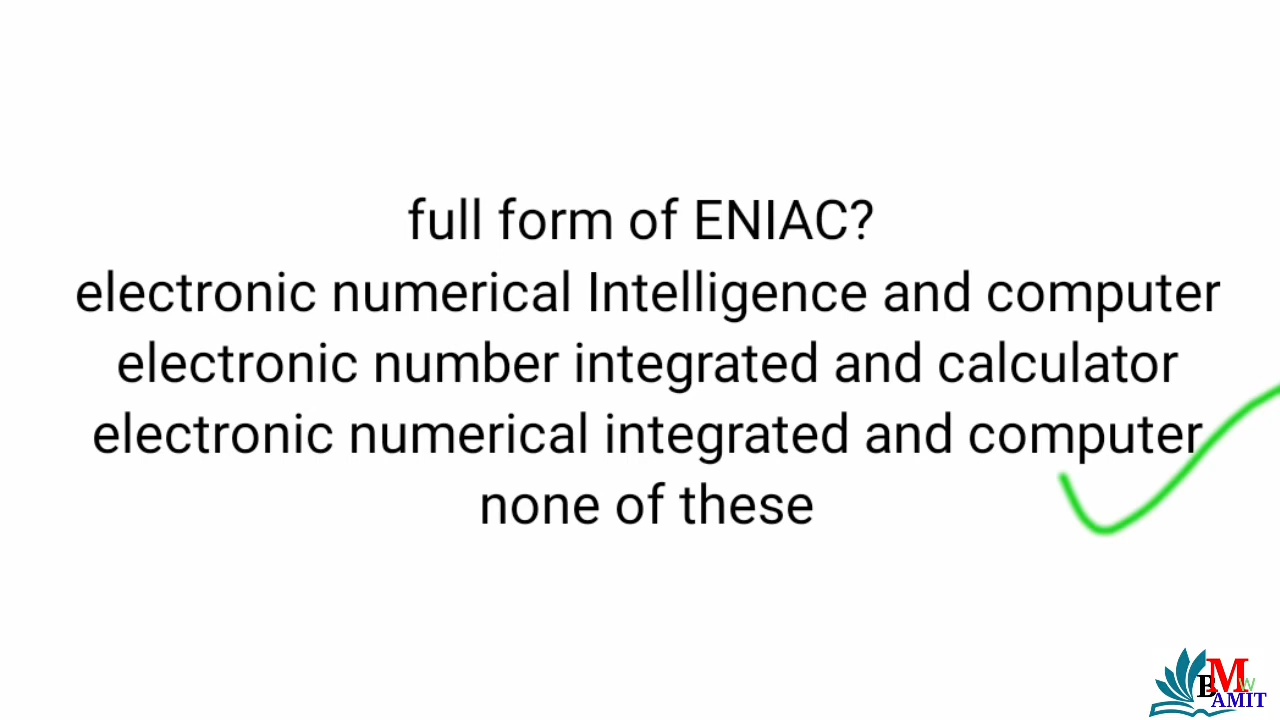 full form of ENIAC?
electronic numerical Intelligence and computer
electronic number integrated and calculator
electronic numerical integrated and computer
none of these
BMW
AMIT